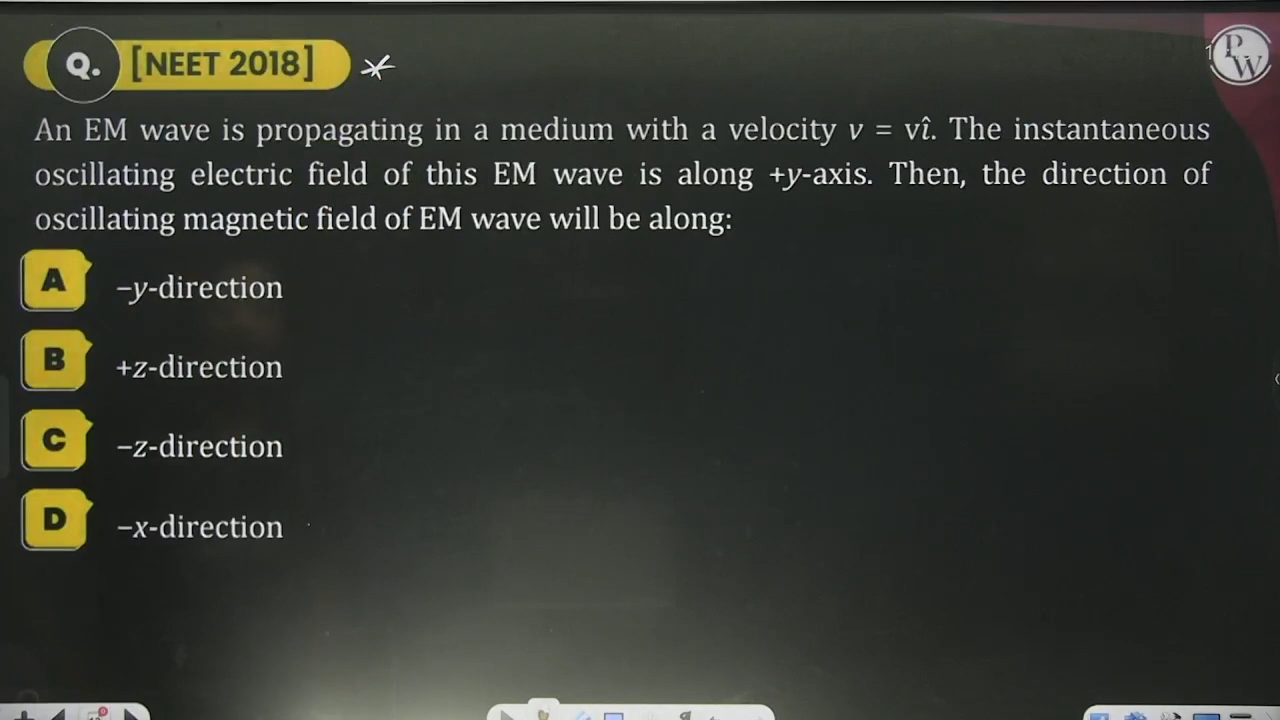 Q. [NEET 2018]
PW
An EM wave is propagating in a medium with a velocity v = vî. The instantaneous
oscillating electric field of this EM wave is along +y-axis. Then, the direction of
oscillating magnetic field of EM wave will be along:
A –y-direction
B +z-direction
C –z-direction
D –x-direction